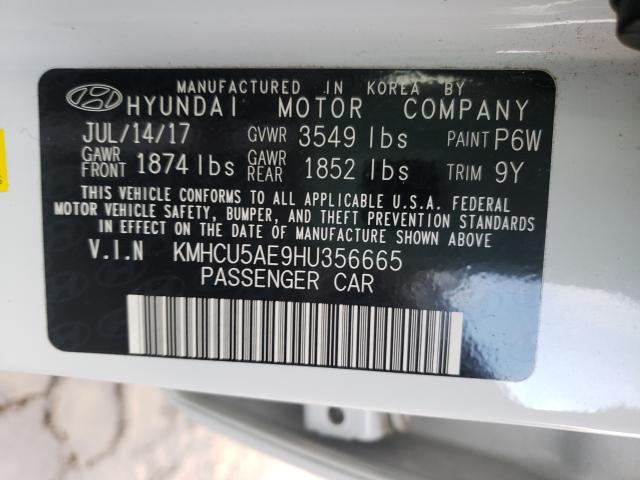 MANUFACTURED IN KOREA BY
HYUNDAI MOTOR COMPANY
JUL/14/17 GVWR 3549 lbs PAINT P6W
GAWR FRONT 1874 lbs GAWR REAR 1852 lbs TRIM 9Y
THIS VEHICLE CONFORMS TO ALL APPLICABLE U.S.A. FEDERAL
MOTOR VEHICLE SAFETY, BUMPER, AND THEFT PREVENTION STANDARDS
IN EFFECT ON THE DATE OF MANUFACTURE SHOWN ABOVE
V.I.N KMHCU5AE9HU356665
PASSENGER CAR